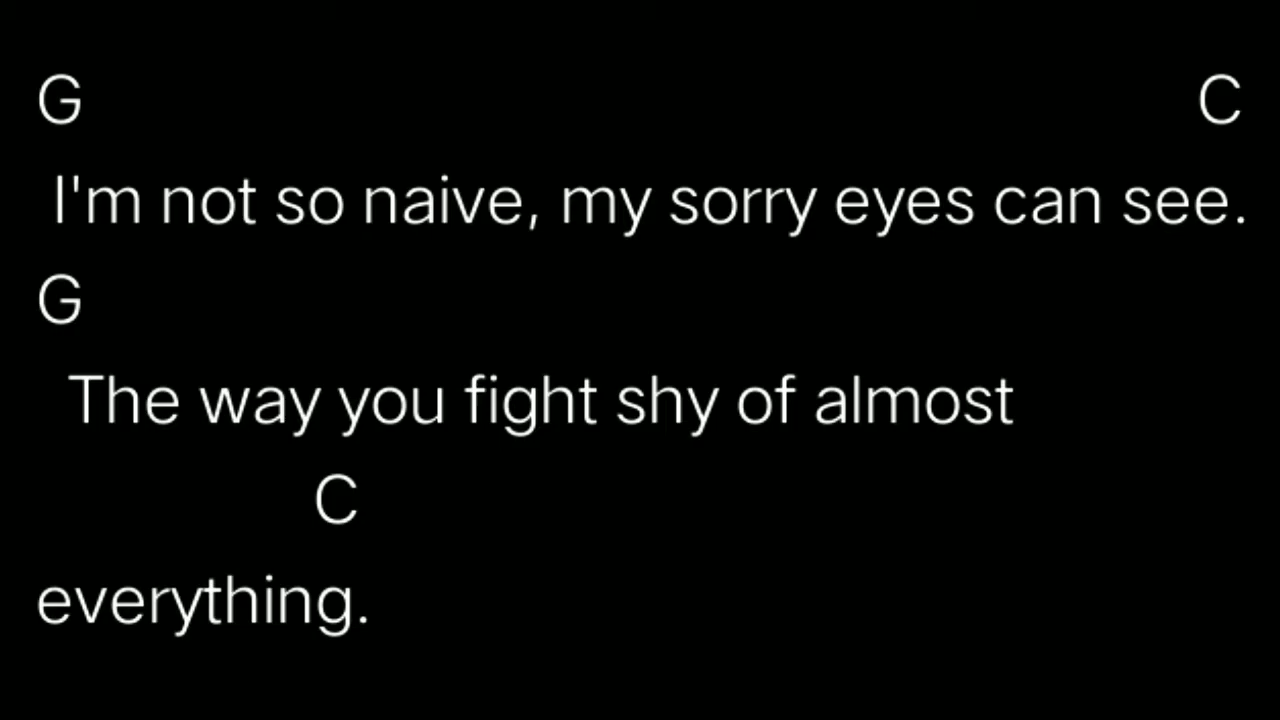 G C
I'm not so naive, my sorry eyes can see.
G
The way you fight shy of almost
C
everything.